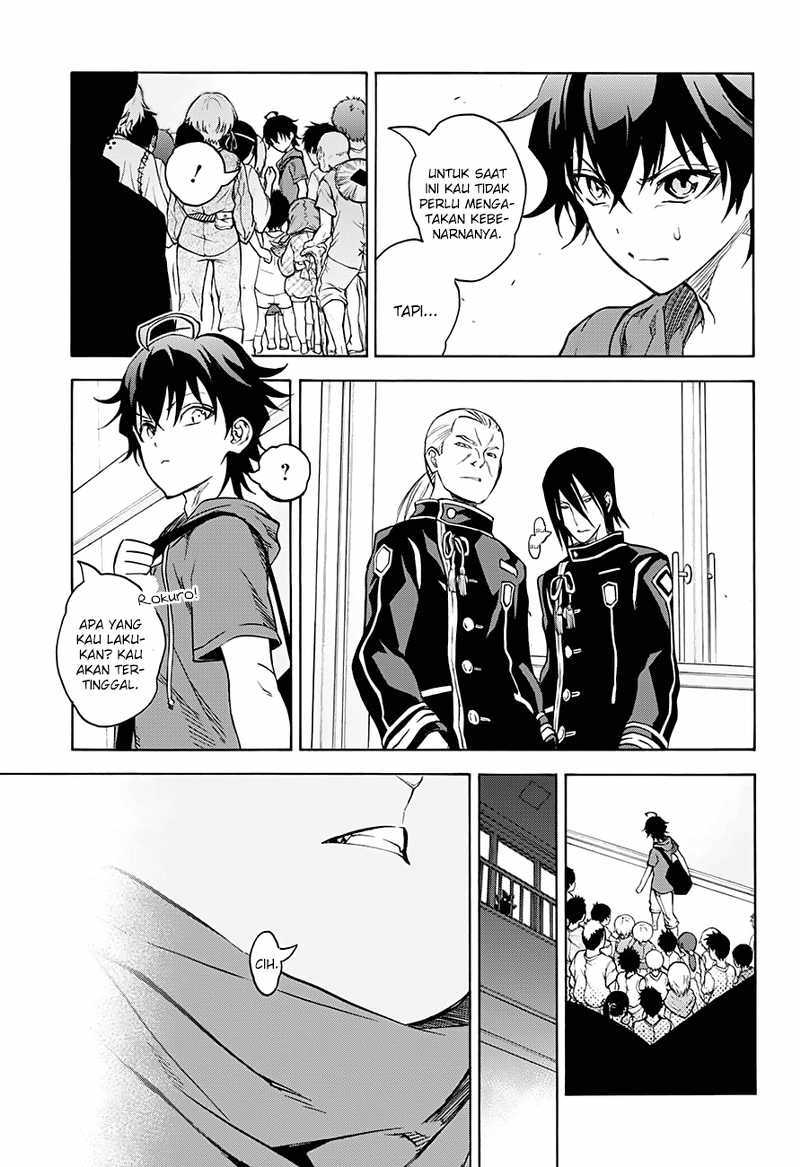 UNTUK SAAT
INI KAU TIDAK
PERLU MENGA-
TAKAN KEBE-
NARNANYA.
TAPI...
!
?
Rokuro!
APA YANG
KAU LAKU-
KAN? KAU
AKAN TER-
TINGGAL.
CIH.